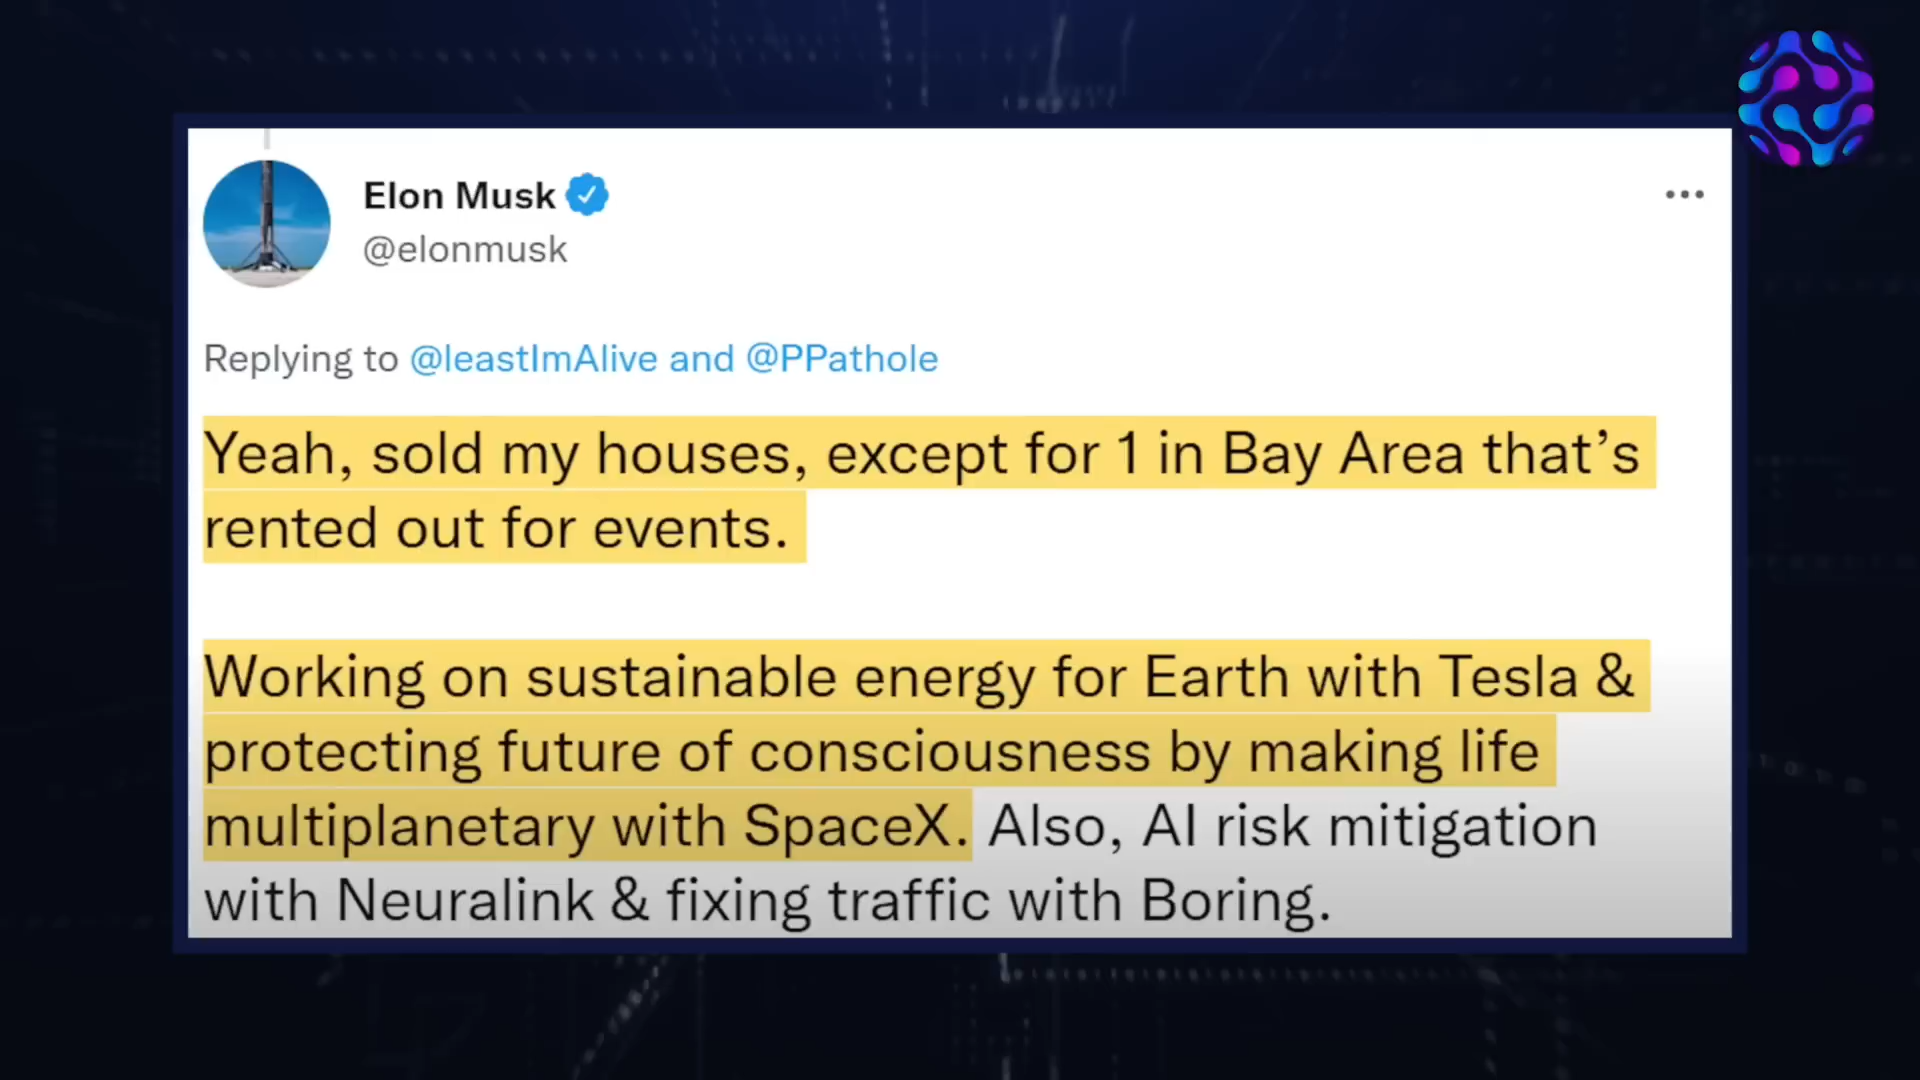 Elon Musk
@elonmusk
Replying to @leastImAlive and @PPathole
Yeah, sold my houses, except for 1 in Bay Area that’s
rented out for events.
Working on sustainable energy for Earth with Tesla &
protecting future of consciousness by making life
multiplanetary with SpaceX. Also, AI risk mitigation
with Neuralink & fixing traffic with Boring.